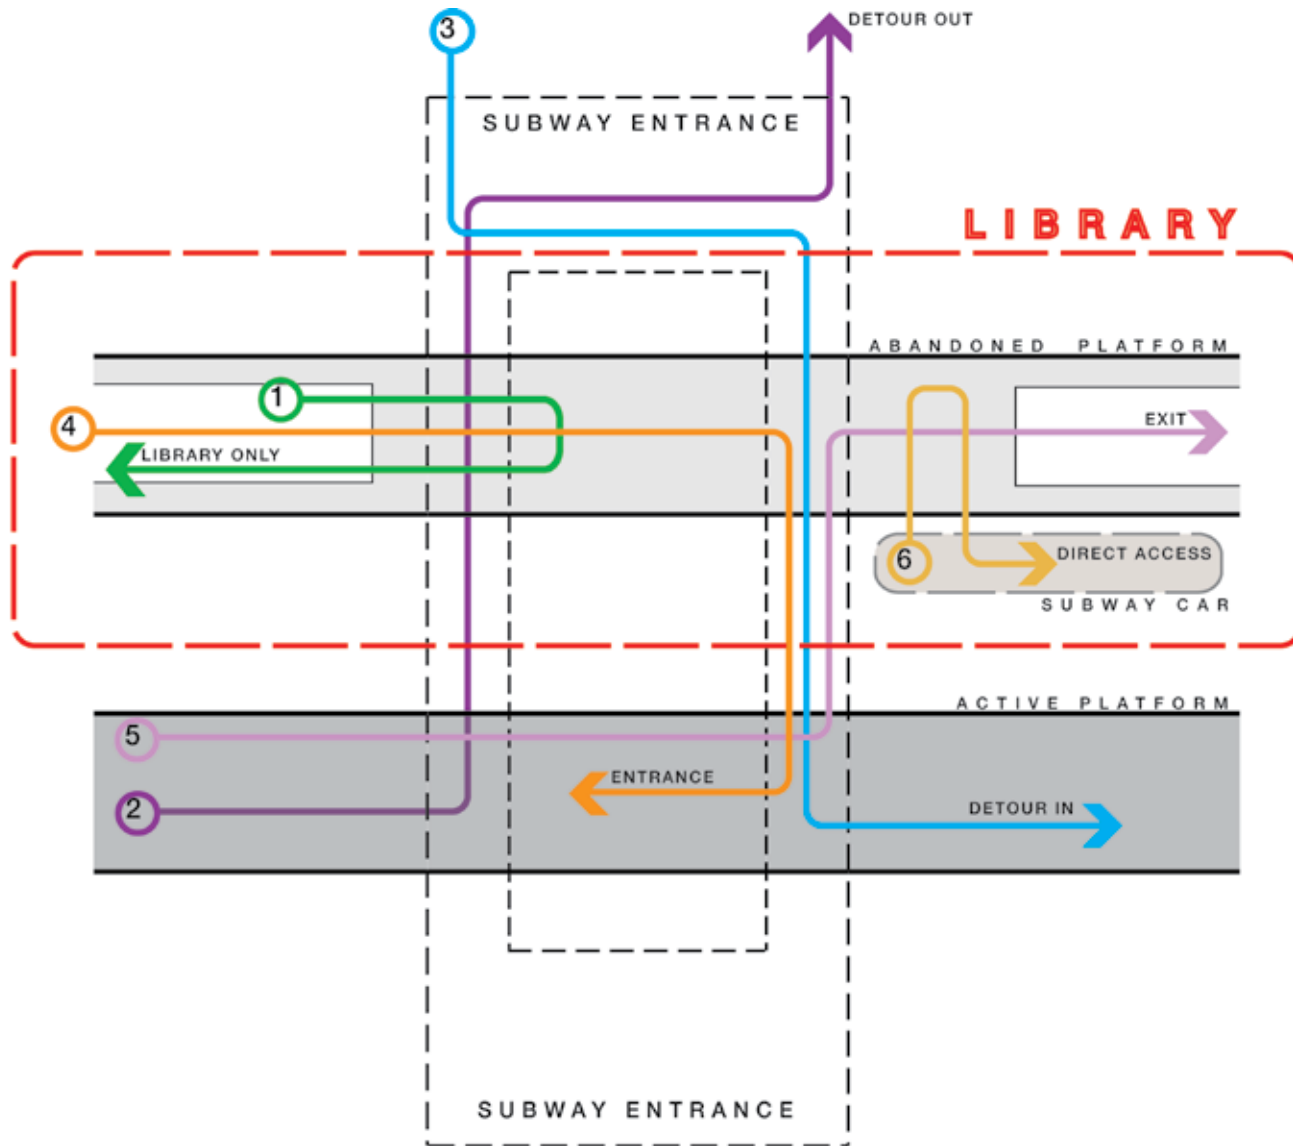 3
DETOUR OUT
SUBWAY ENTRANCE
LIBRARY
ABANDONED PLATFORM
1
4
EXIT
LIBRARY ONLY
6
DIRECT ACCESS
SUBWAY CAR
ACTIVE PLATFORM
5
ENTRANCE
2
DETOUR IN
SUBWAY ENTRANCE